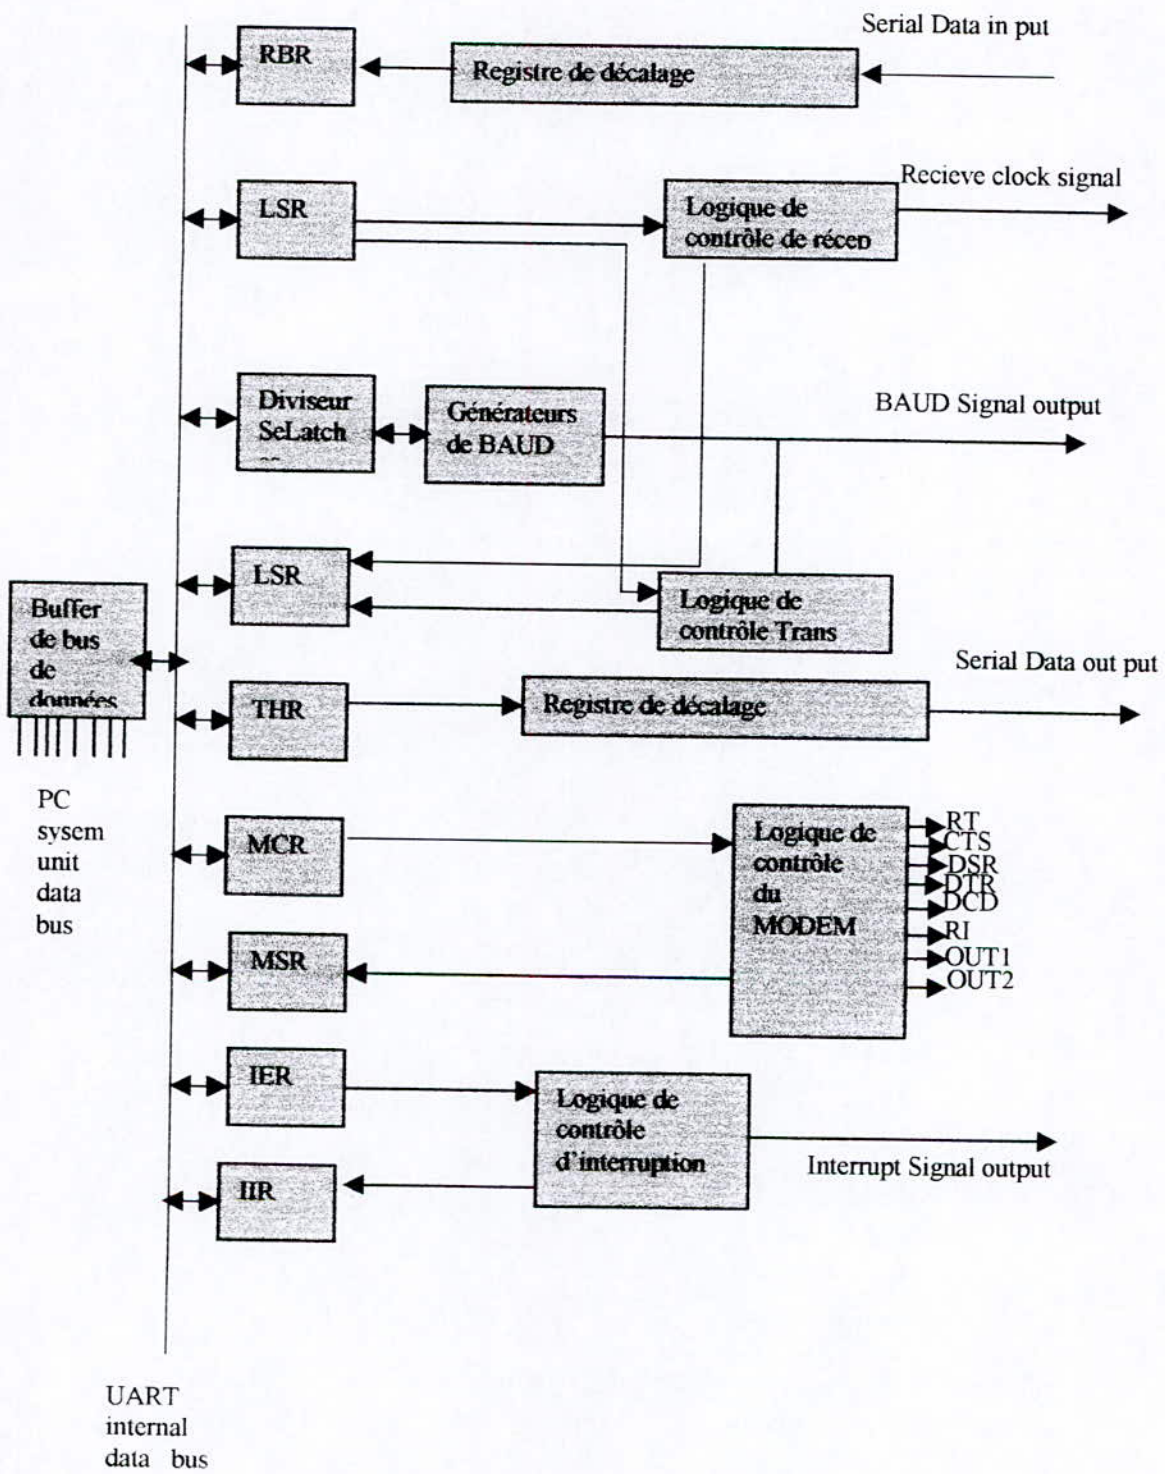 Serial Data in put
RBR
Registre de décalage
Recieve clock signal
LSR
Logique de
contrôle de récep
Diviseur
SeLatch
Générateurs
de BAUD
BAUD Signal output
LSR
Logique de
contrôle Trans
Buffer
de bus
de
données
Serial Data out put
THR
Registre de décalage
PC
sysem
unit
data
bus
MCR
Logique de
contrôle
du
MODEM
RT
CTS
DSR
DTR
DCD
RI
OUT1
OUT2
MSR
IER
Logique de
contrôle
d'interruption
Interrupt Signal output
IIR
UART
internal
data bus